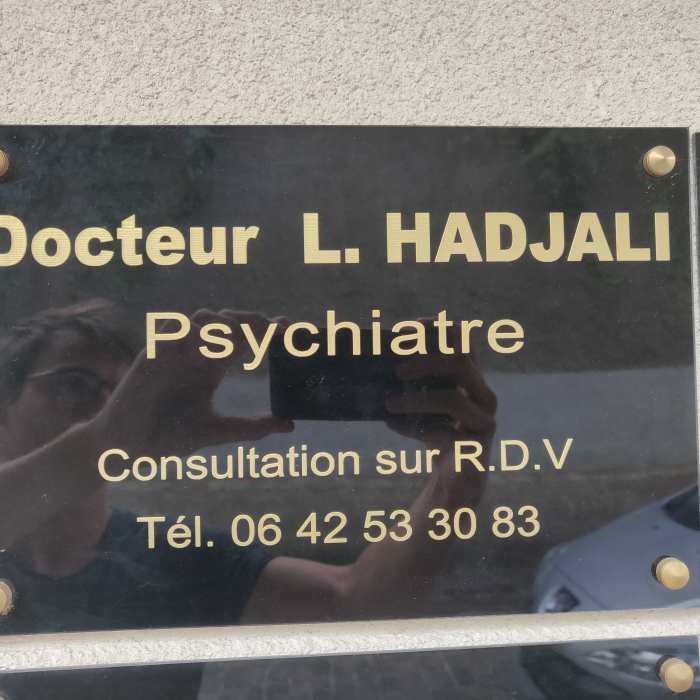 Docteur L. HADJALI
Psychiatre
Consultation sur R.D.V
Tél. 06 42 53 30 83